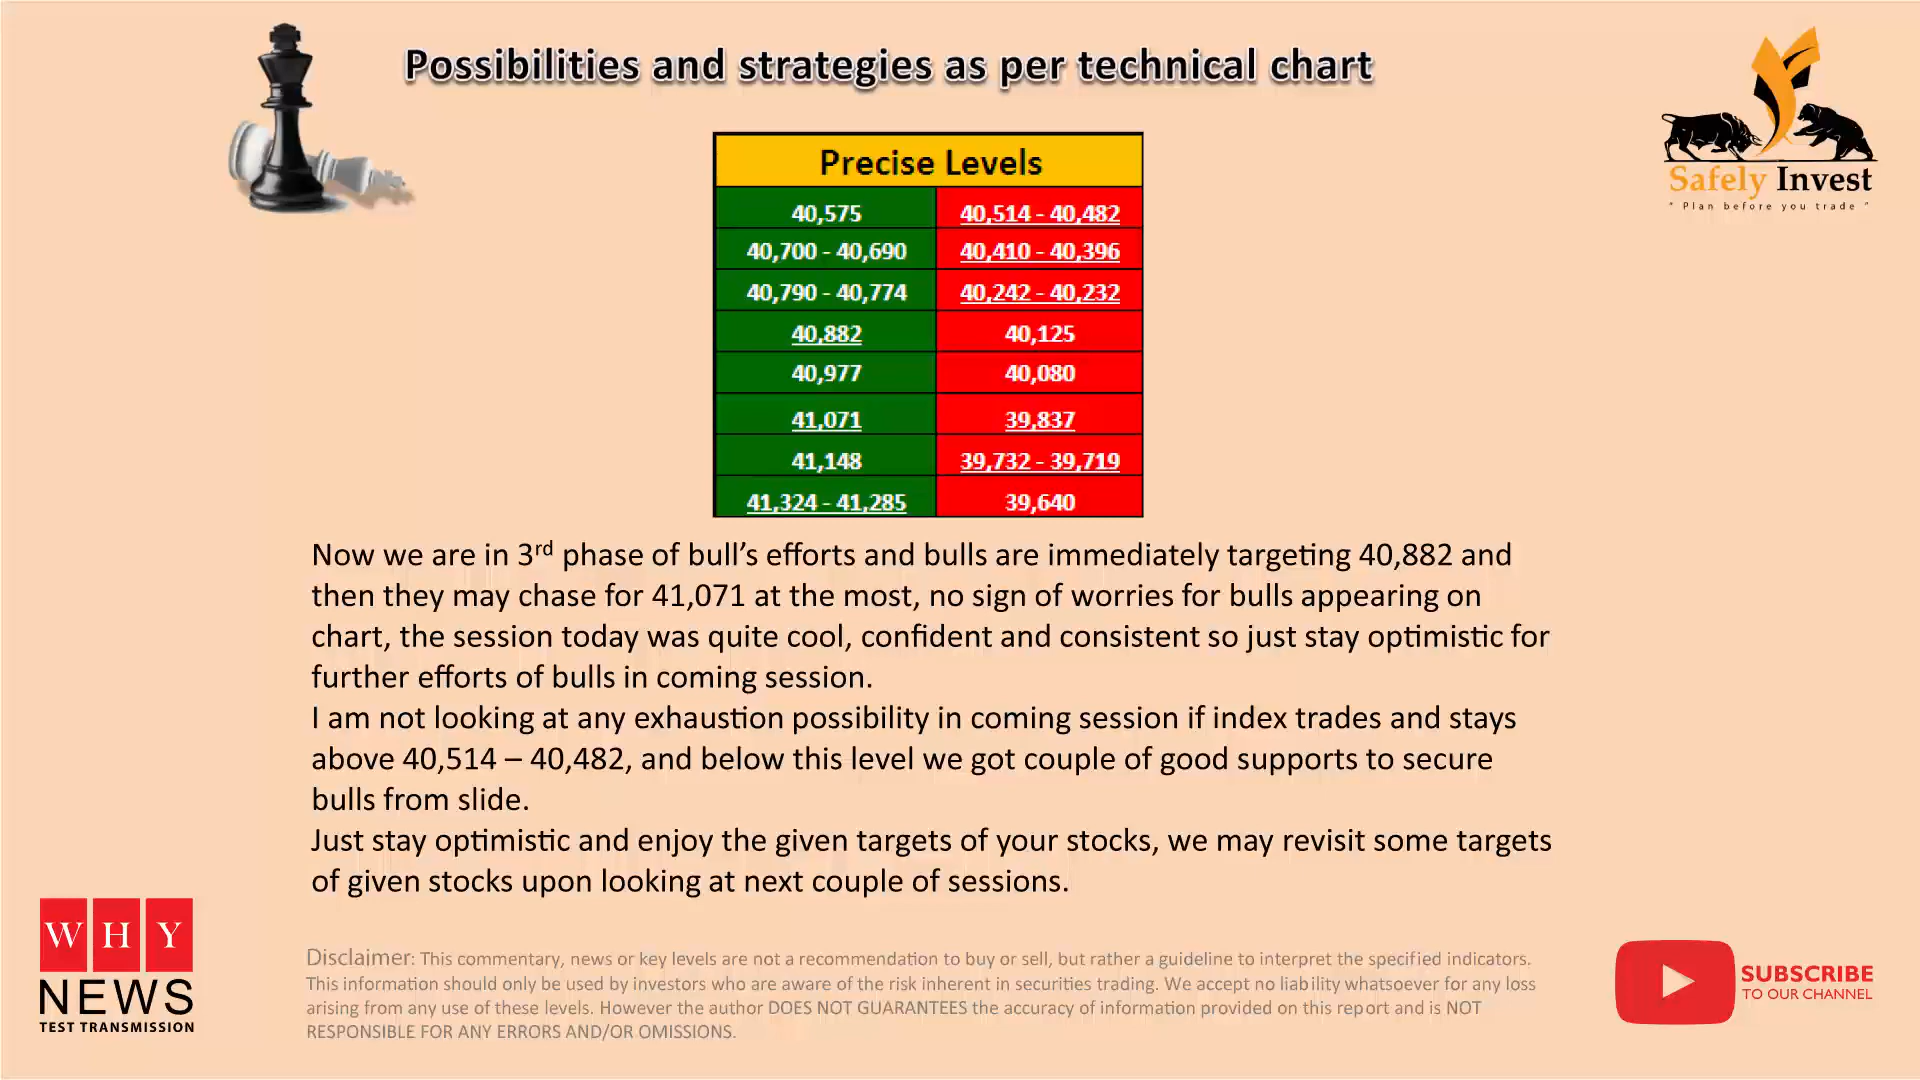 Possibilities and strategies as per technical chart
Safely Invest
" Plan before you trade "
Precise Levels
40,575 40,514 - 40,482
40,700 - 40,690 40,410 - 40,396
40,790 - 40,774 40,242 - 40,232
40,882 40,125
40,977 40,080
41,071 39,837
41,148 39,732 - 39,719
41,324 - 41,285 39,640
Now we are in 3rd phase of bull’s efforts and bulls are immediately targeting 40,882 and
then they may chase for 41,071 at the most, no sign of worries for bulls appearing on
chart, the session today was quite cool, confident and consistent so just stay optimistic for
further efforts of bulls in coming session.
I am not looking at any exhaustion possibility in coming session if index trades and stays
above 40,514 – 40,482, and below this level we got couple of good supports to secure
bulls from slide.
Just stay optimistic and enjoy the given targets of your stocks, we may revisit some targets
of given stocks upon looking at next couple of sessions.
WHY
NEWS
TEST TRANSMISSION
Disclaimer: This commentary, news or key levels are not a recommendation to buy or sell, but rather a guideline to interpret the specified indicators.
This information should only be used by investors who are aware of the risk inherent in securities trading. We accept no liability whatsoever for any loss
arising from any use of these levels. However the author DOES NOT GUARANTEES the accuracy of information provided on this report and is NOT
RESPONSIBLE FOR ANY ERRORS AND/OR OMISSIONS.
SUBSCRIBE
TO OUR CHANNEL